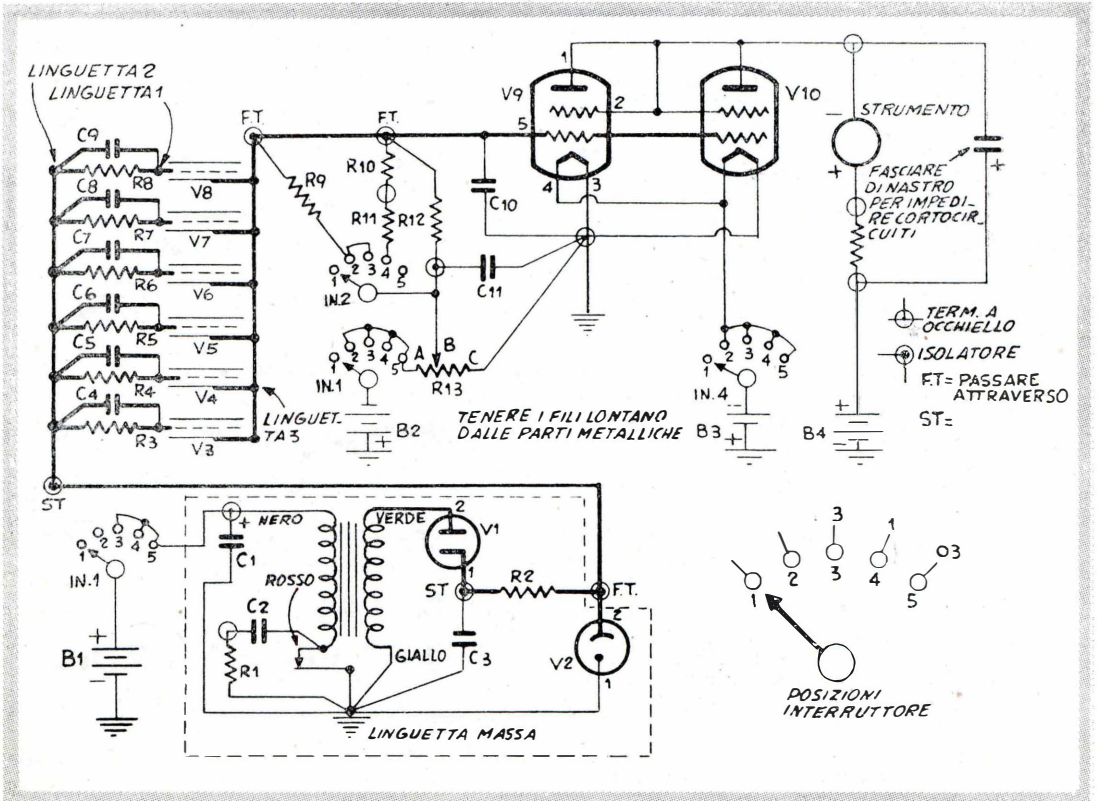 LINGUETTA 2
LINGUETTA 1
C9
R8
V8
C8
R7
V7
C7
R6
V6
C6
R5
V5
C5
R4
V4
C4
R3
V3
LINGUET-
TA 3
F.T.
R9
F.T.
R10
R11
R12
C10
C11
1 2 3 4 5
IN.2
1 2 3 4 5
IN.1
A B C
R13
B2
+
V9
1
2
5
4
3
V10
- STRUMENTO
+
FASCIARE
DI NASTRO
PER IMPEDI-
RE CORTOCIR-
CUITI
+
TERM. A
OCCHIELLO
ISOLATORE
F.T.= PASSARE
ATTRAVERSO
ST=
TENERE I FILI LONTANO
DALLE PARTI METALLICHE
1 2 3 4 5
IN.4
-
B3
+
B4
+
-
ST
1 2 3 4 5
IN.1
+
B1
-
+ NERO
C1
ROSSO
C2
R1
VERDE
GIALLO
2
V1
1
ST
R2
F.T.
C3
2
V2
1
LINGUETTA MASSA
3
1
3
1 2 3 4 5
POSIZIONI
INTERRUTTORE